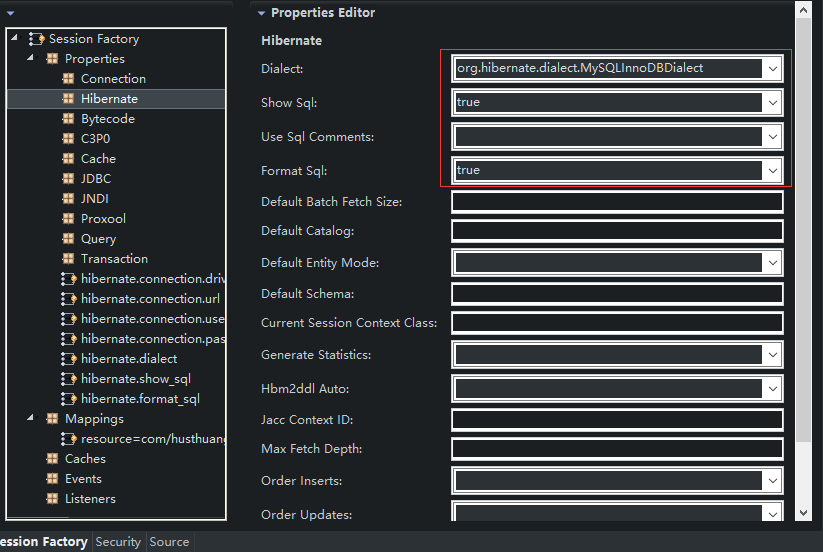 Session Factory
Properties
Connection
Hibernate
Bytecode
C3P0
Cache
JDBC
JNDI
Proxool
Query
Transaction
hibernate.connection.driv
hibernate.connection.url
hibernate.connection.use
hibernate.connection.pas
hibernate.dialect
hibernate.show_sql
hibernate.format_sql
Mappings
resource=com/husthuang
Caches
Events
Listeners
Properties Editor
Hibernate
Dialect: org.hibernate.dialect.MySQLInnoDBDialect
Show Sql: true
Use Sql Comments:
Format Sql: true
Default Batch Fetch Size:
Default Catalog:
Default Entity Mode:
Default Schema:
Current Session Context Class:
Generate Statistics:
Hbm2ddl Auto:
Jacc Context ID:
Max Fetch Depth:
Order Inserts:
Order Updates:
ession Factory Security Source